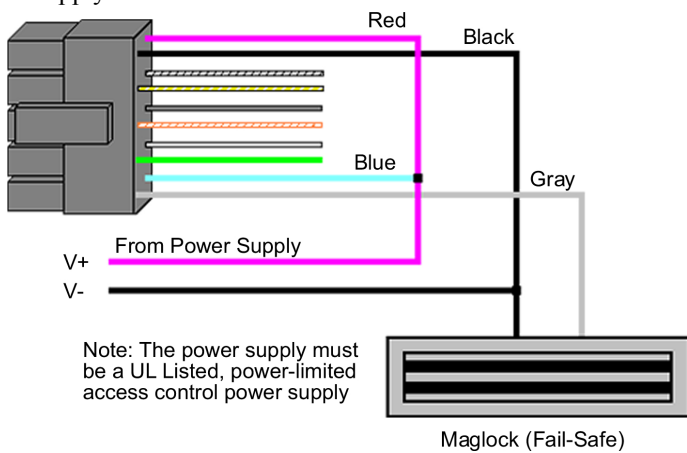 Red
Black
Blue
Gray
From Power Supply
V+
V-
Note: The power supply must
be a UL Listed, power-limited
access control power supply
Maglock (Fail-Safe)